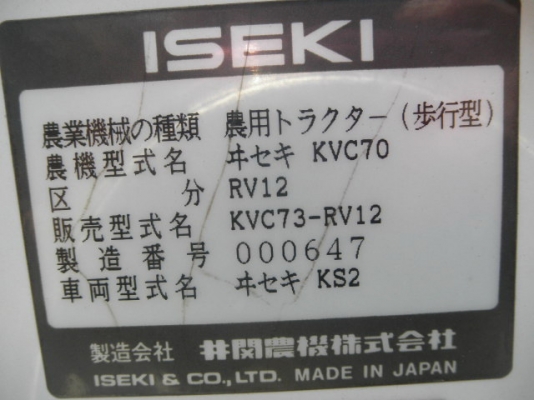 ISEKI
農業機械の種類 農用トラクター(歩行型)
農機型式名 ヰセキ KVC70
区分 RV12
販売型式名 KVC73-RV12
製造番号 000647
車両型式名 ヰセキ KS2
製造会社 井関農機株式会社
ISEKI & CO.,LTD. MADE IN JAPAN